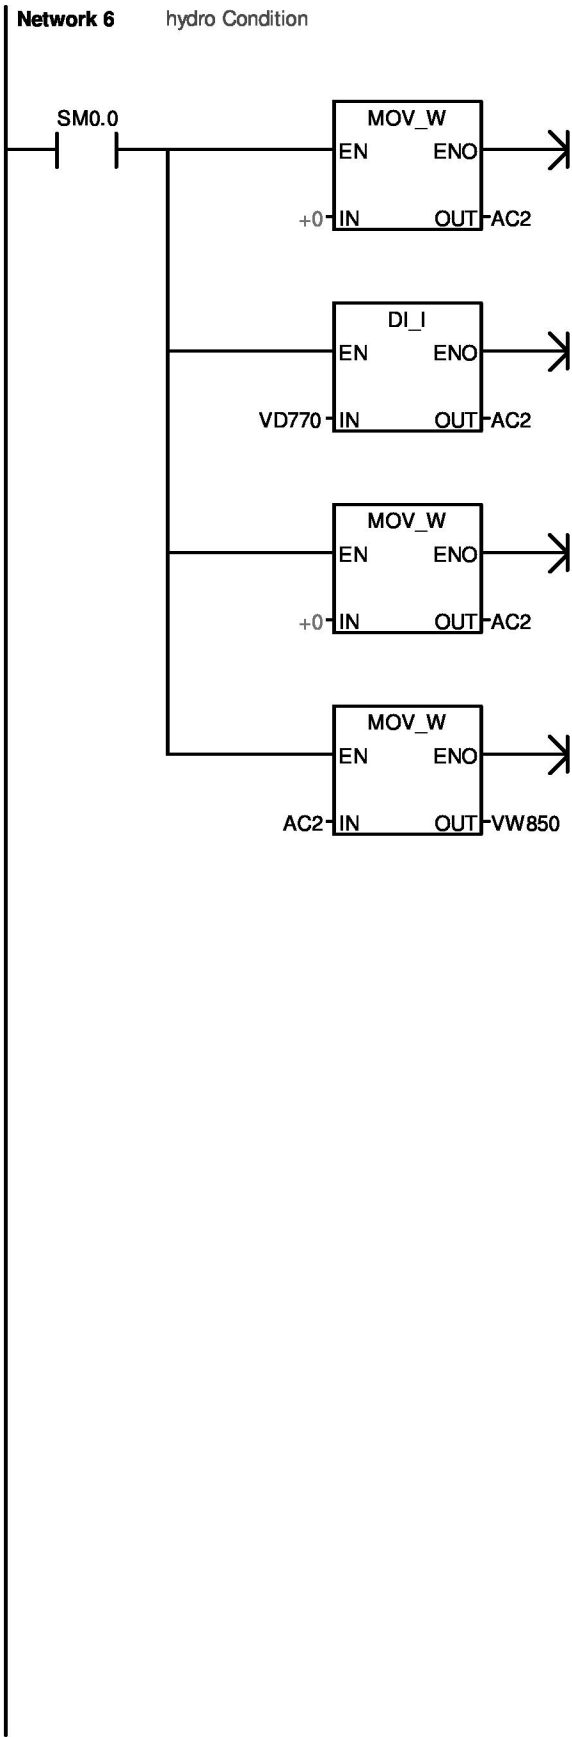 Network 6 hydro Condition
SM0.0
MOV_W
EN ENO
+0 IN OUT AC2
DI_I
EN ENO
VD770 IN OUT AC2
MOV_W
EN ENO
+0 IN OUT AC2
MOV_W
EN ENO
AC2 IN OUT VW850